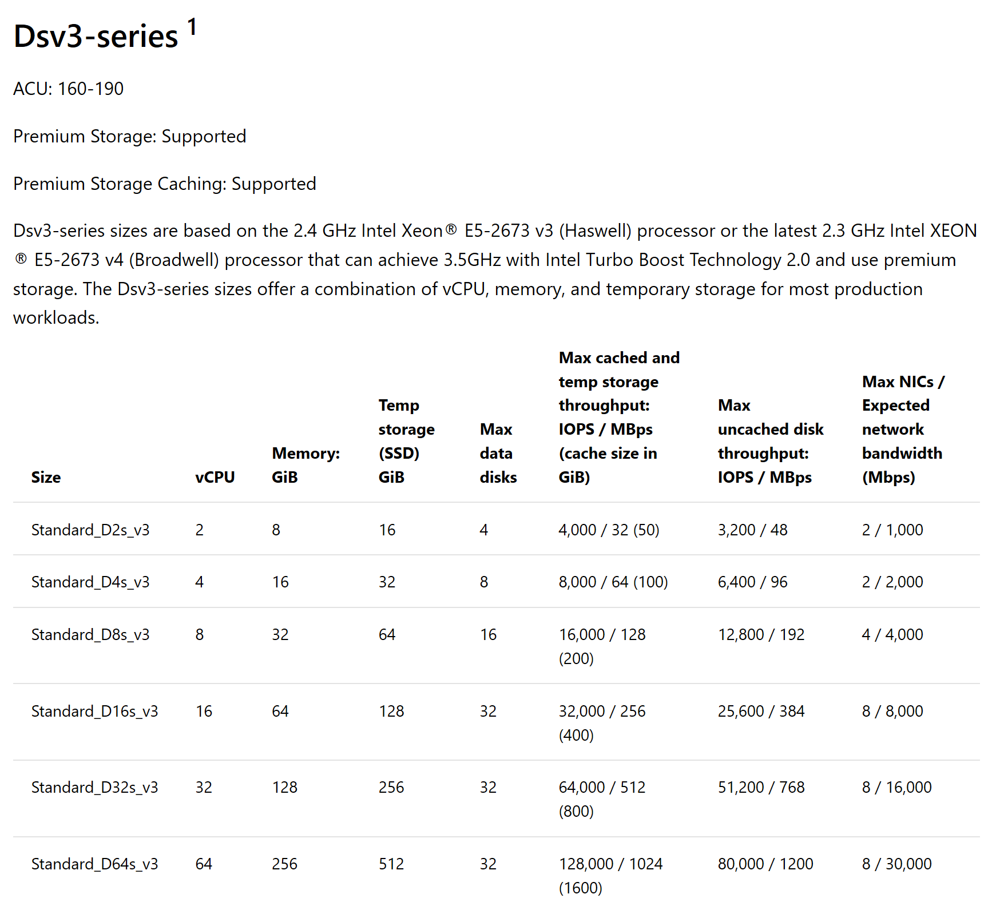 Dsv3-series 1
ACU: 160-190
Premium Storage: Supported
Premium Storage Caching: Supported
Dsv3-series sizes are based on the 2.4 GHz Intel Xeon® E5-2673 v3 (Haswell) processor or the latest 2.3 GHz Intel XEON
® E5-2673 v4 (Broadwell) processor that can achieve 3.5GHz with Intel Turbo Boost Technology 2.0 and use premium
storage. The Dsv3-series sizes offer a combination of vCPU, memory, and temporary storage for most production
workloads.
Size
vCPU
Memory:
GiB
Temp
storage
(SSD)
GiB
Max
data
disks
Max cached and
temp storage
throughput:
IOPS / MBps
(cache size in
GiB)
Max
uncached disk
throughput:
IOPS / MBps
Max NICs /
Expected
network
bandwidth
(Mbps)
Standard_D2s_v3 2 8 16 4 4,000 / 32 (50) 3,200 / 48 2 / 1,000
Standard_D4s_v3 4 16 32 8 8,000 / 64 (100) 6,400 / 96 2 / 2,000
Standard_D8s_v3 8 32 64 16 16,000 / 128 12,800 / 192 4 / 4,000
(200)
Standard_D16s_v3 16 64 128 32 32,000 / 256 25,600 / 384 8 / 8,000
(400)
Standard_D32s_v3 32 128 256 32 64,000 / 512 51,200 / 768 8 / 16,000
(800)
Standard_D64s_v3 64 256 512 32 128,000 / 1024 80,000 / 1200 8 / 30,000
(1600)